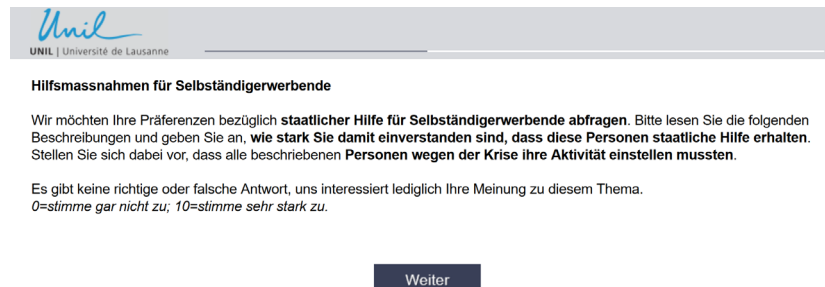 Unil
UNIL | Université de Lausanne
Hilfsmassnahmen für Selbständigerwerbende
Wir möchten Ihre Präferenzen bezüglich staatlicher Hilfe für Selbständigerwerbende abfragen. Bitte lesen Sie die folgenden
Beschreibungen und geben Sie an, wie stark Sie damit einverstanden sind, dass diese Personen staatliche Hilfe erhalten.
Stellen Sie sich dabei vor, dass alle beschriebenen Personen wegen der Krise ihre Aktivität einstellen mussten.
Es gibt keine richtige oder falsche Antwort, uns interessiert lediglich Ihre Meinung zu diesem Thema.
0=stimme gar nicht zu; 10=stimme sehr stark zu.
Weiter